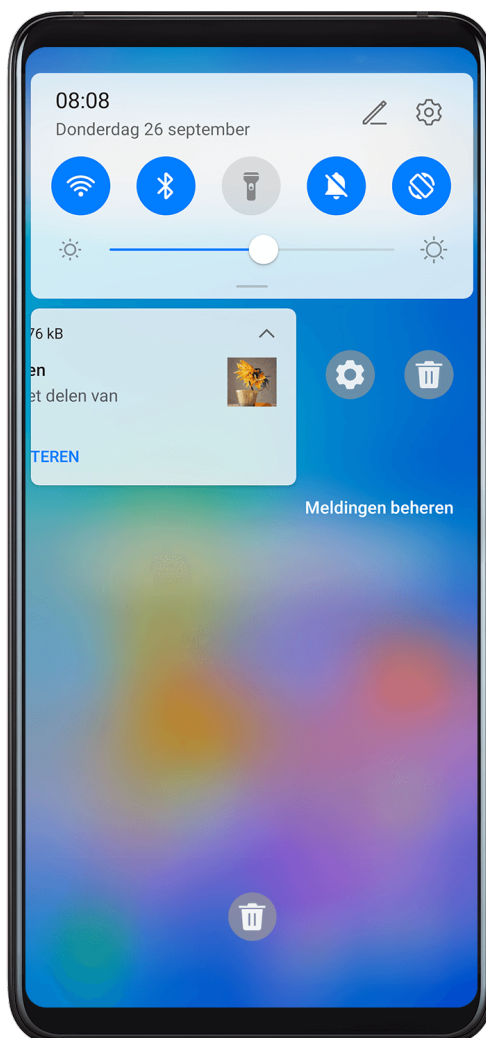 08:08
Donderdag 26 september
76 kB
en
et delen van
TEREN
Meldingen beheren